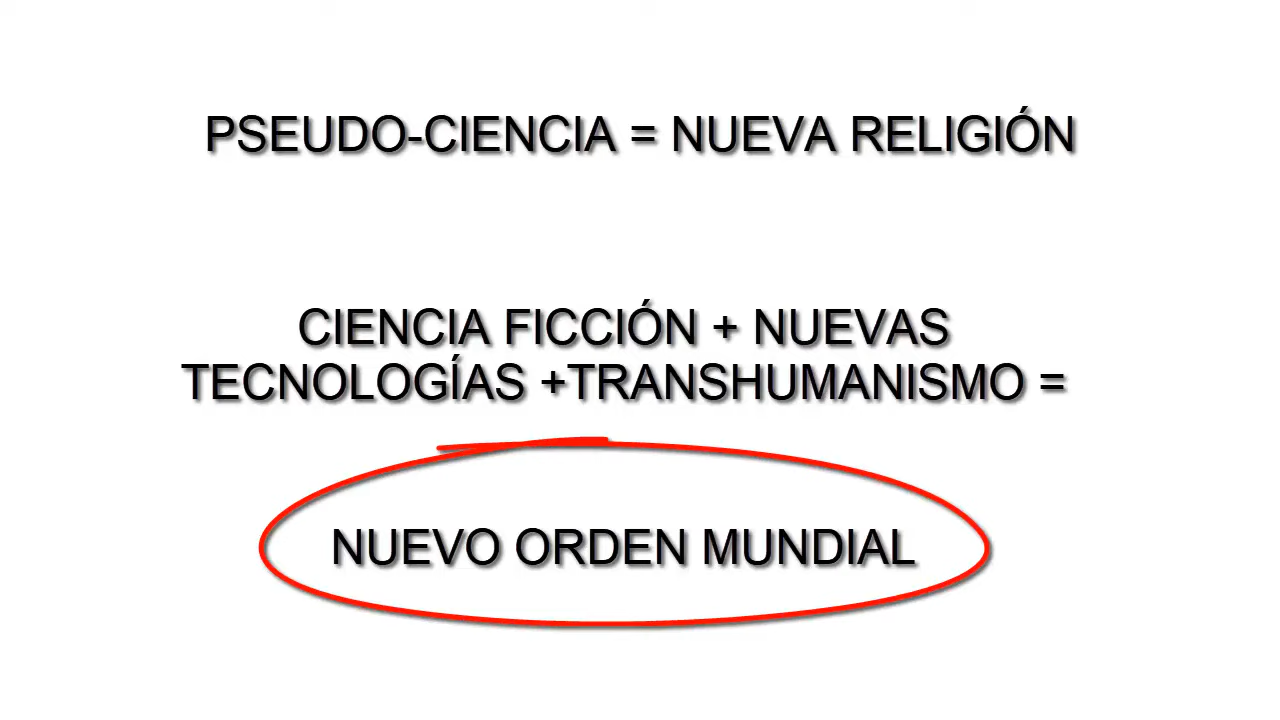 PSEUDO-CIENCIA = NUEVA RELIGIÓN
CIENCIA FICCIÓN + NUEVAS
TECNOLOGÍAS +TRANSHUMANISMO =
NUEVO ORDEN MUNDIAL